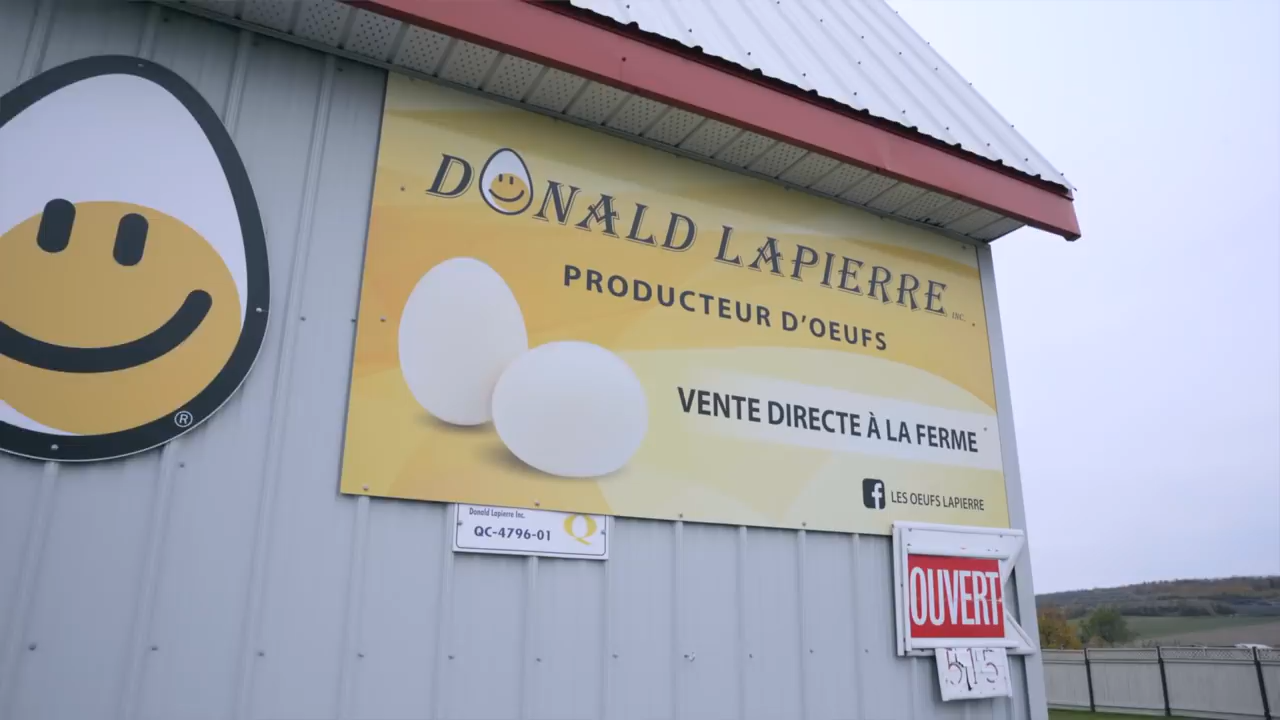 DONALD LAPIERRE INC.
PRODUCTEUR D'OEUFS
VENTE DIRECTE À LA FERME
LES OEUFS LAPIERRE
Donald Lapierre Inc.
QC-4796-01
Q
OUVERT
515
®